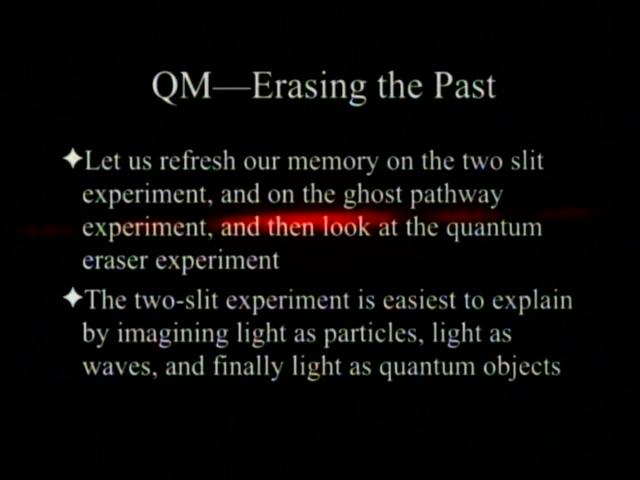 QM—Erasing the Past
✦Let us refresh our memory on the two slit
experiment, and on the ghost pathway
experiment, and then look at the quantum
eraser experiment
✦The two-slit experiment is easiest to explain
by imagining light as particles, light as
waves, and finally light as quantum objects